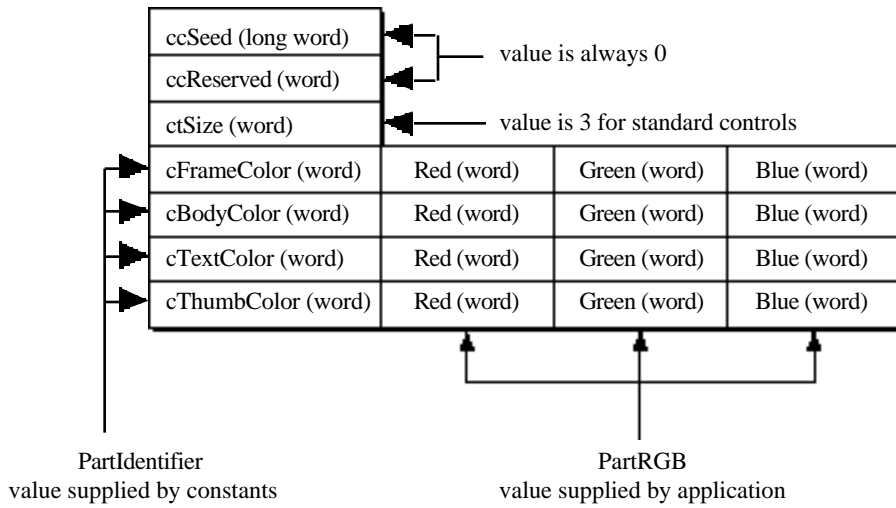 ccSeed (long word)
value is always 0
ccReserved (word)
ctSize (word)
value is 3 for standard controls
cFrameColor (word) Red (word) Green (word) Blue (word)
cBodyColor (word) Red (word) Green (word) Blue (word)
cTextColor (word) Red (word) Green (word) Blue (word)
cThumbColor (word) Red (word) Green (word) Blue (word)
PartIdentifier
value supplied by constants
PartRGB
value supplied by application